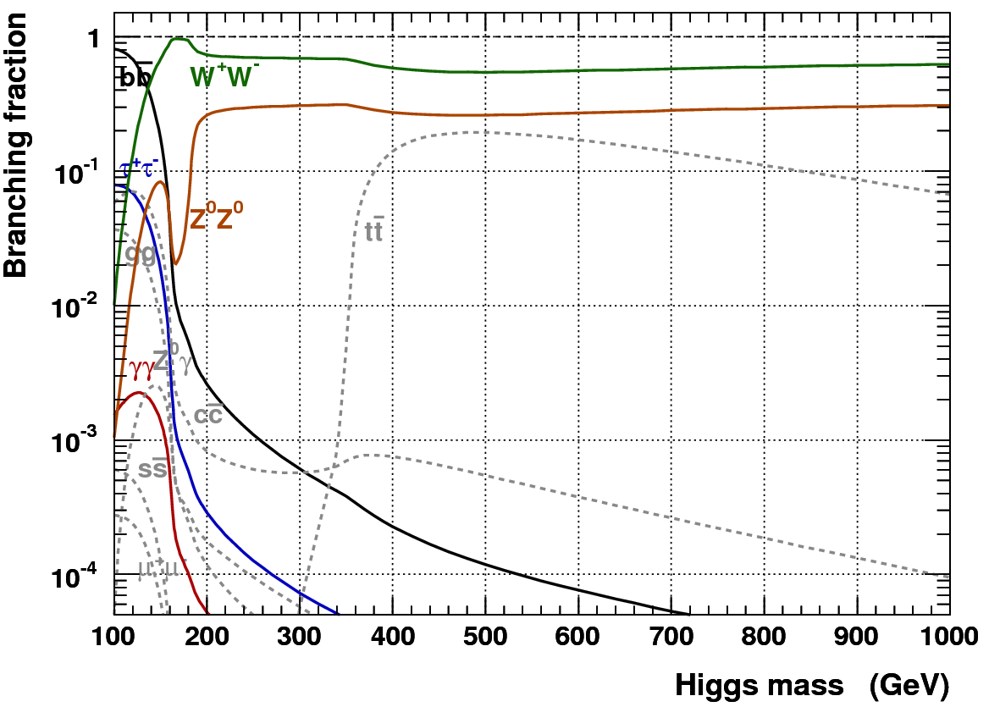 Branching fraction
1
10⁻¹
10⁻²
10⁻³
10⁻⁴
bb̅
W⁺W⁻
τ⁺τ⁻
Z⁰Z⁰
tt̅
gg
γγ
Z⁰γ
cc̅
ss̅
μ⁺μ⁻
100 200 300 400 500 600 700 800 900 1000
Higgs mass (GeV)